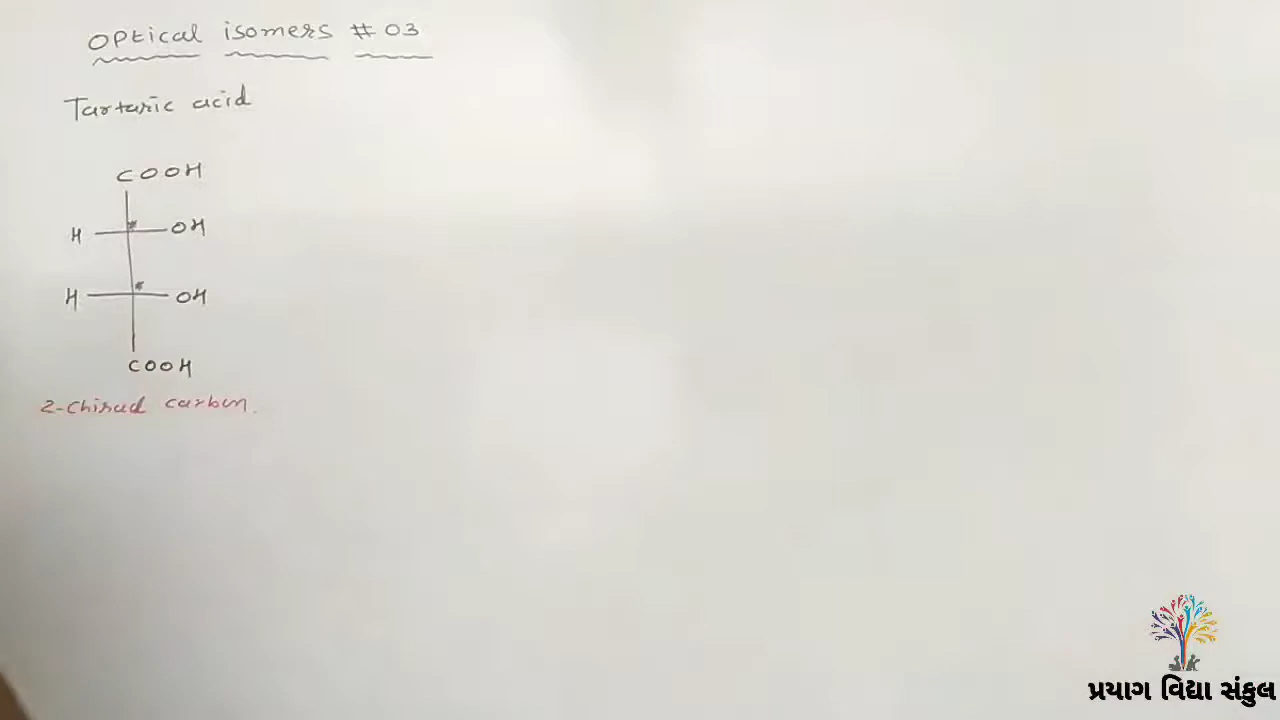 Optical isomers # 03
Tartaric acid
COOH
H OH
H OH
COOH
2-Chiral carbon.
પ્રયાગ વિદ્યા સંકુલ